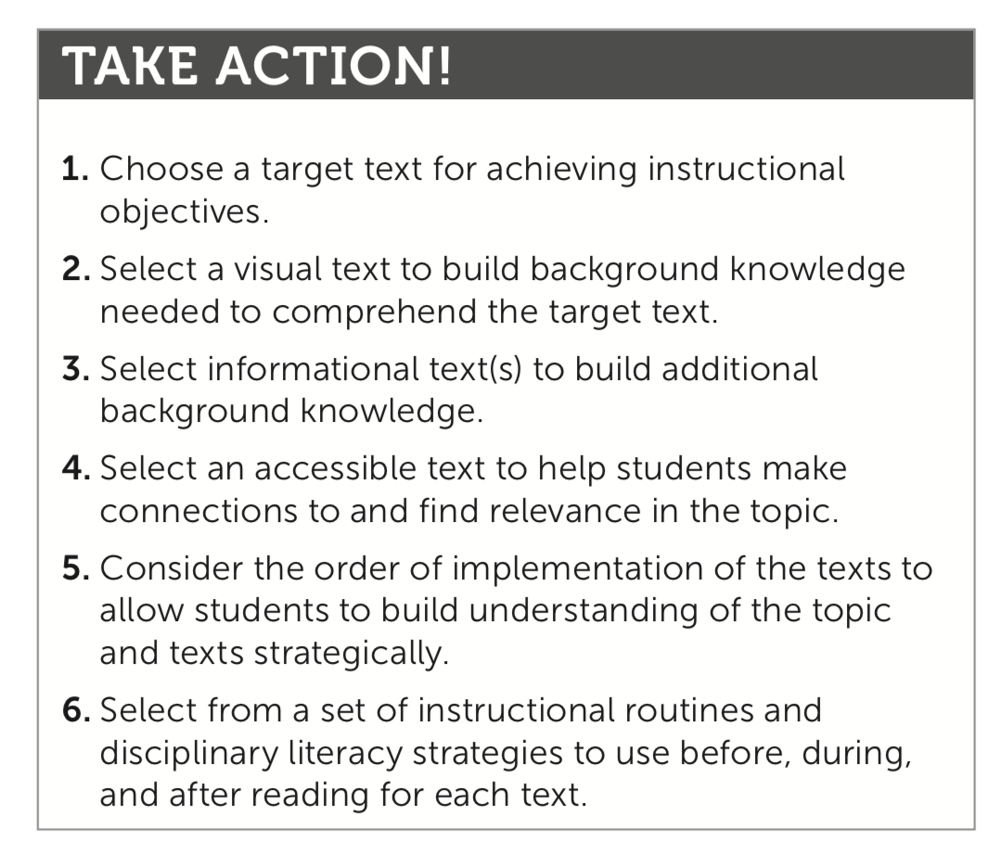 TAKE ACTION!
1. Choose a target text for achieving instructional
objectives.
2. Select a visual text to build background knowledge
needed to comprehend the target text.
3. Select informational text(s) to build additional
background knowledge.
4. Select an accessible text to help students make
connections to and find relevance in the topic.
5. Consider the order of implementation of the texts to
allow students to build understanding of the topic
and texts strategically.
6. Select from a set of instructional routines and
disciplinary literacy strategies to use before, during,
and after reading for each text.